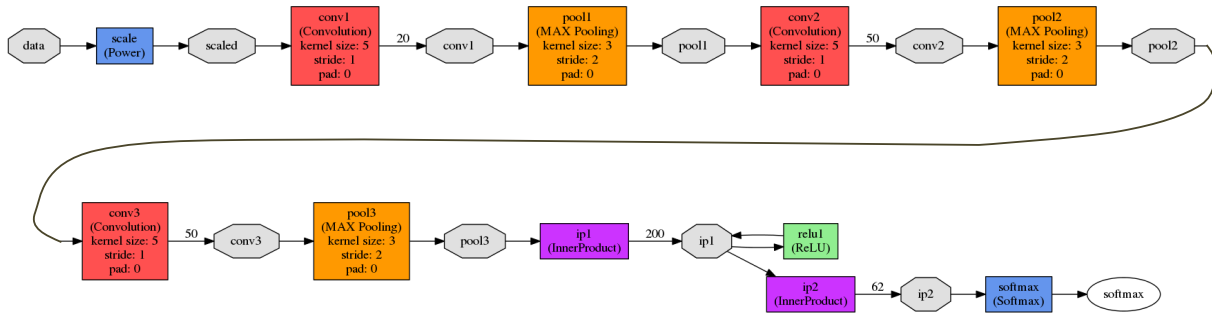 data
scale
(Power)
scaled
conv1
(Convolution)
kernel size: 5
stride: 1
pad: 0
20
conv1
pool1
(MAX Pooling)
kernel size: 3
stride: 2
pad: 0
pool1
conv2
(Convolution)
kernel size: 5
stride: 1
pad: 0
50
conv2
pool2
(MAX Pooling)
kernel size: 3
stride: 2
pad: 0
pool2
conv3
(Convolution)
kernel size: 5
stride: 1
pad: 0
50
conv3
pool3
(MAX Pooling)
kernel size: 3
stride: 2
pad: 0
pool3
ip1
(InnerProduct)
200
ip1
relu1
(ReLU)
ip2
(InnerProduct)
62
ip2
softmax
(Softmax)
softmax